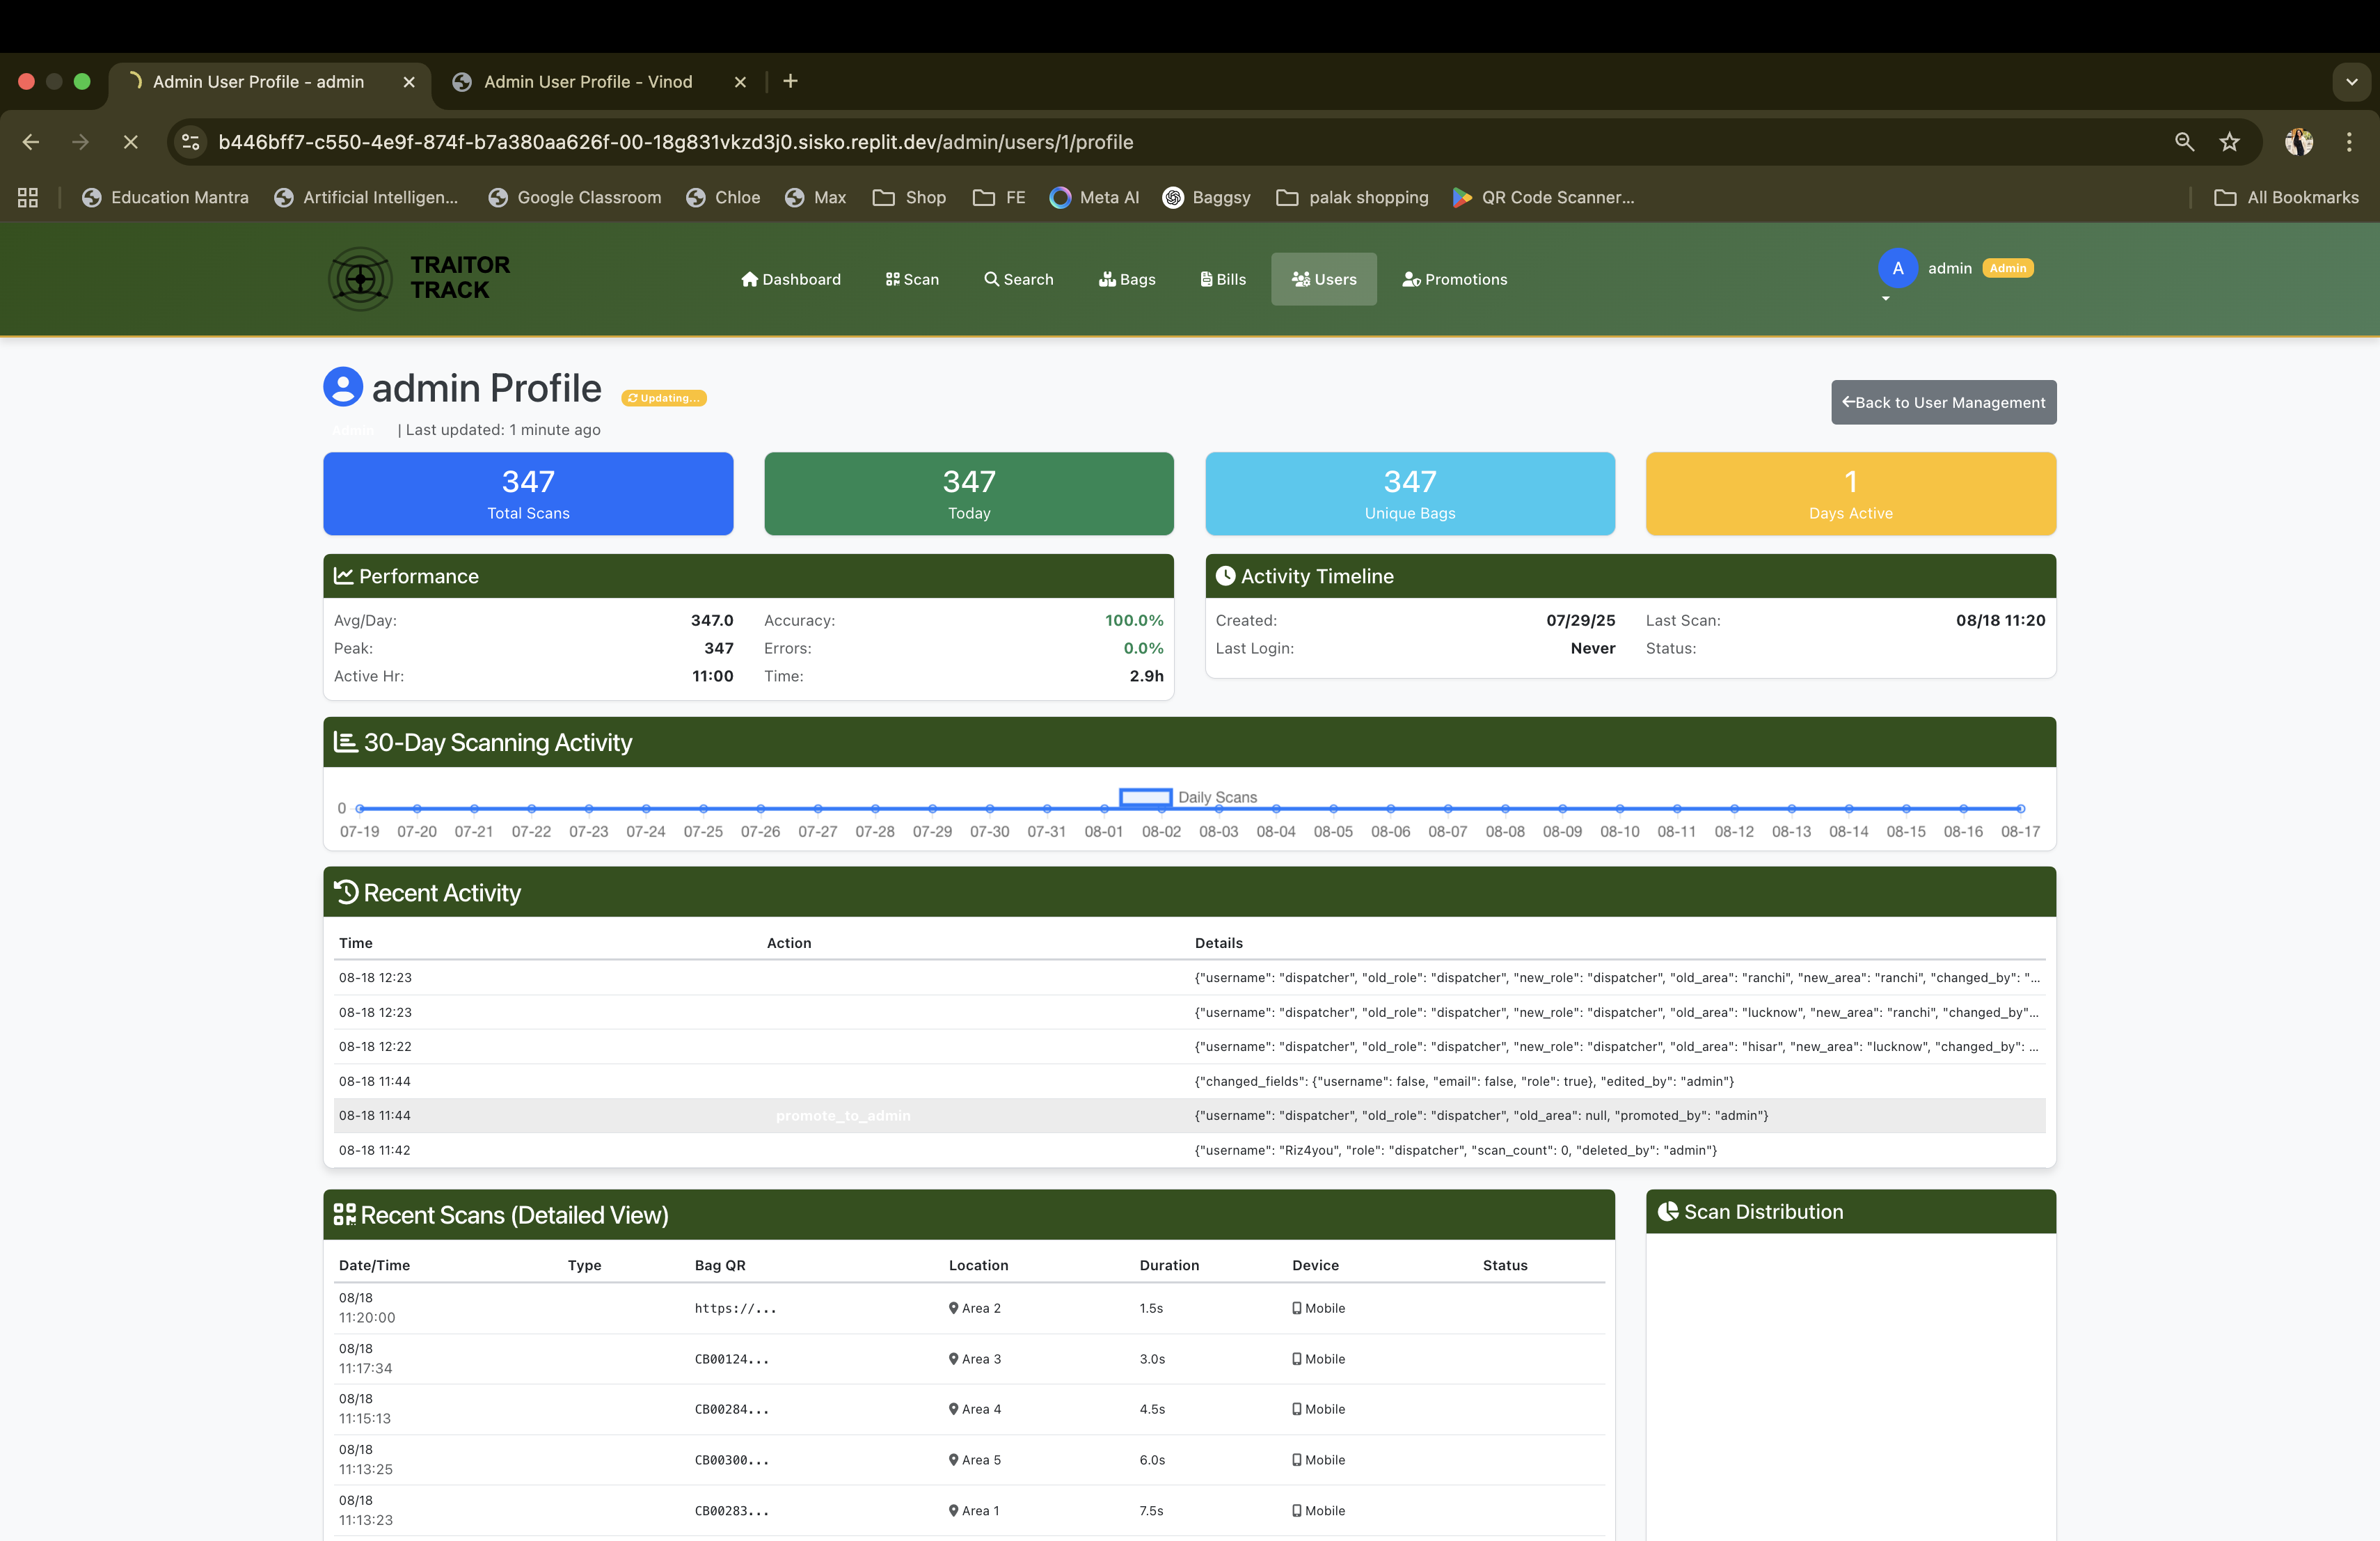 Admin User Profile - admin
Admin User Profile - Vinod
b446bff7-c550-4e9f-874f-b7a380aa626f-00-18g831vkzd3j0.sisko.replit.dev/admin/users/1/profile
Education Mantra Artificial Intelligen... Google Classroom Chloe Max Shop FE Meta AI Baggsy palak shopping QR Code Scanner... All Bookmarks
TRAITOR
TRACK
Dashboard Scan Search Bags Bills Users Promotions
A admin Admin
admin Profile Updating...
Admin | Last updated: 1 minute ago
Back to User Management
347
Total Scans
347
Today
347
Unique Bags
1
Days Active
Performance
Avg/Day: 347.0 Accuracy: 100.0%
Peak: 347 Errors: 0.0%
Active Hr: 11:00 Time: 2.9h
Activity Timeline
Created: 07/29/25 Last Scan: 08/18 11:20
Last Login: Never Status:
30-Day Scanning Activity
Daily Scans
0
07-19 07-20 07-21 07-22 07-23 07-24 07-25 07-26 07-27 07-28 07-29 07-30 07-31 08-01 08-02 08-03 08-04 08-05 08-06 08-07 08-08 08-09 08-10 08-11 08-12 08-13 08-14 08-15 08-16 08-17
Recent Activity
Time Action Details
08-18 12:23 {"username": "dispatcher", "old_role": "dispatcher", "new_role": "dispatcher", "old_area": "ranchi", "new_area": "ranchi", "changed_by": "...
08-18 12:23 {"username": "dispatcher", "old_role": "dispatcher", "new_role": "dispatcher", "old_area": "lucknow", "new_area": "ranchi", "changed_by"...
08-18 12:22 {"username": "dispatcher", "old_role": "dispatcher", "new_role": "dispatcher", "old_area": "hisar", "new_area": "lucknow", "changed_by": ...
08-18 11:44 {"changed_fields": {"username": false, "email": false, "role": true}, "edited_by": "admin"}
08-18 11:44 promote_to_admin {"username": "dispatcher", "old_role": "dispatcher", "old_area": null, "promoted_by": "admin"}
08-18 11:42 {"username": "Riz4you", "role": "dispatcher", "scan_count": 0, "deleted_by": "admin"}
Recent Scans (Detailed View)
Date/Time Type Bag QR Location Duration Device Status
08/18
11:20:00 https://... Area 2 1.5s Mobile
08/18
11:17:34 CB00124... Area 3 3.0s Mobile
08/18
11:15:13 CB00284... Area 4 4.5s Mobile
08/18
11:13:25 CB00300... Area 5 6.0s Mobile
08/18
11:13:23 CB00283... Area 1 7.5s Mobile
Scan Distribution